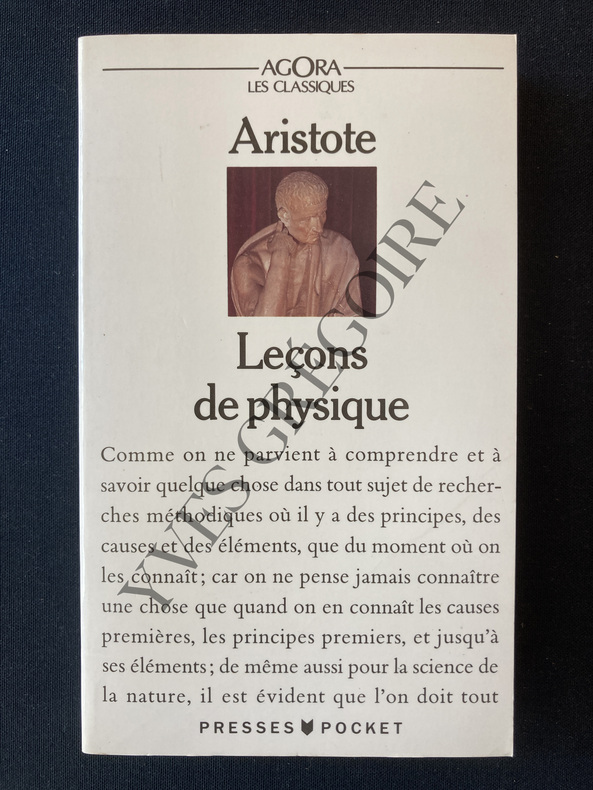 AGORA
LES CLASSIQUES
Aristote
Leçons
de physique
Comme on ne parvient à comprendre et à
savoir quelque chose dans tout sujet de recher-
ches méthodiques où il y a des principes, des
causes et des éléments, que du moment où on
les connaît ; car on ne pense jamais connaître
une chose que quand on en connaît les causes
premières, les principes premiers, et jusqu'à
ses éléments ; de même aussi pour la science de
la nature, il est évident que l'on doit tout
PRESSES POCKET
YVES GRÉGOIRE